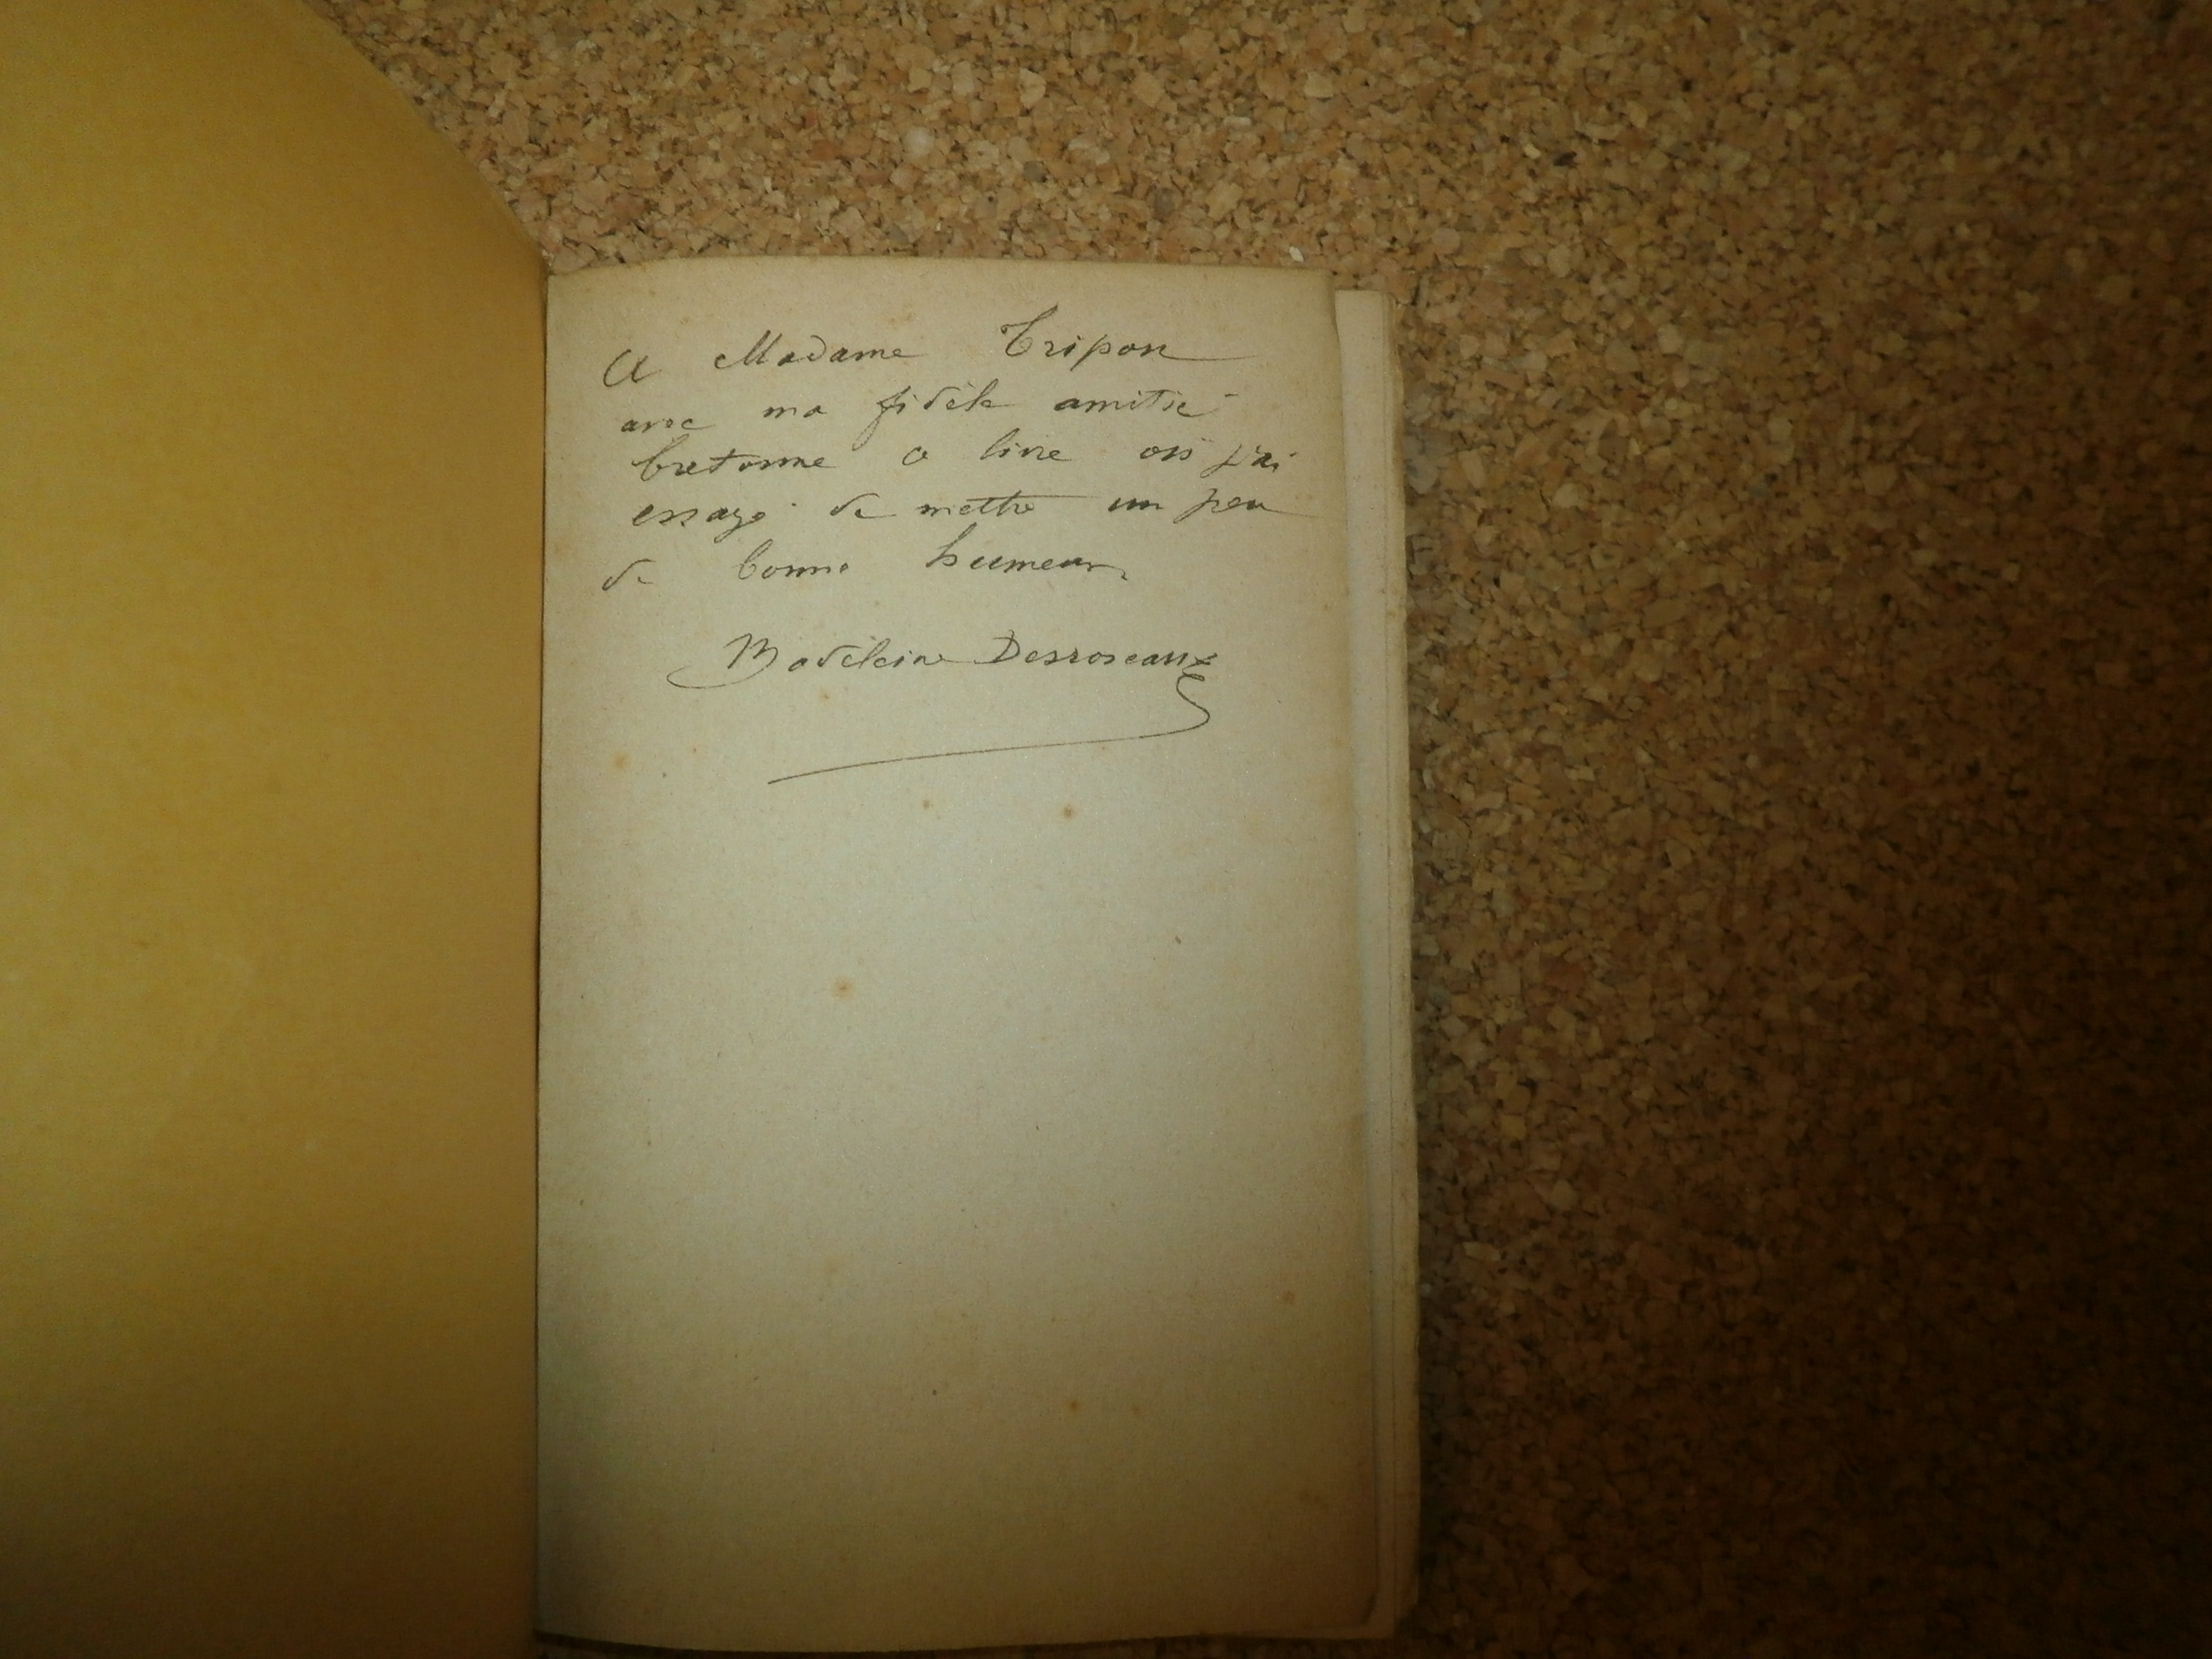 A Madame Tripon
avec ma fidèle amitié
bretonne ce livre où j'ai
essayé de mettre un peu
de bonne humeur.
Madeleine Desroseaux